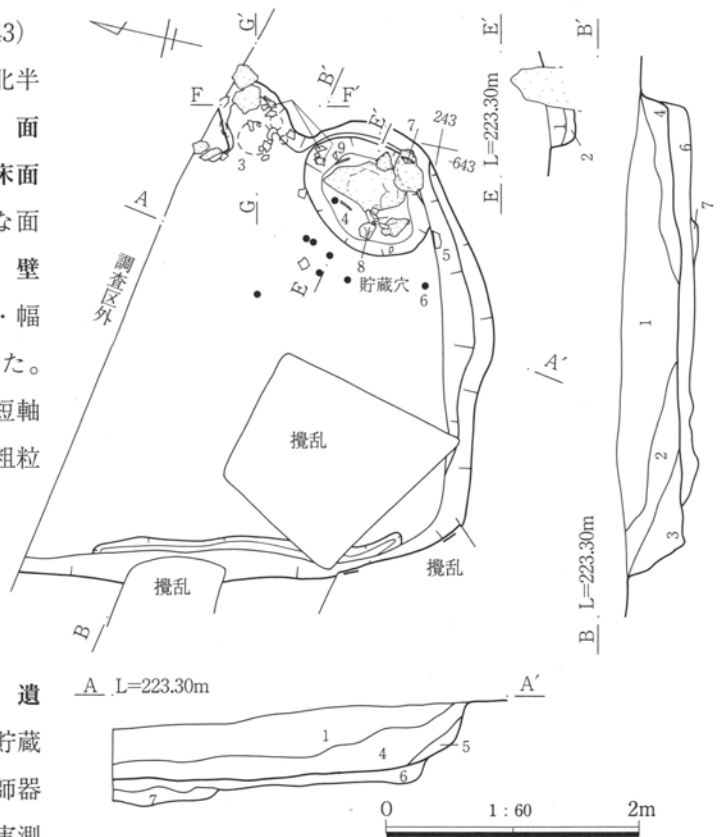 43)
北半
面
床面
な面
壁
・幅
た。
短軸
粗粒
遺
貯蔵
師器
G′
F
B′
F′
E′
7
243
-643
3
9
A
G
4
5
8
E
貯蔵穴
6
調査区外
A′
攪乱
攪乱
攪乱
B
E′
E L=223.30m
1
2
B′
4
6
7
1
2
3
B L=223.30m
A L=223.30m
A′
1
4
5
6
7
0 1:60 2m